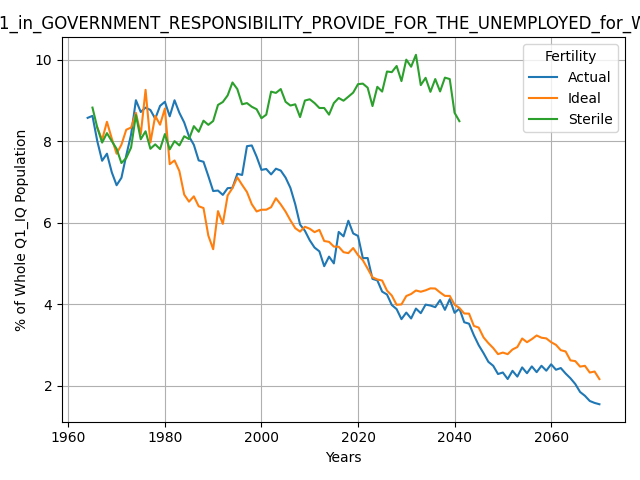 1_in_GOVERNMENT_RESPONSIBILITY_PROVIDE_FOR_THE_UNEMPLOYED_for_W
Fertility
Actual
Ideal
Sterile
% of Whole Q1_IQ Population
10
8
6
4
2
1960
1980
2000
2020
2040
2060
Years